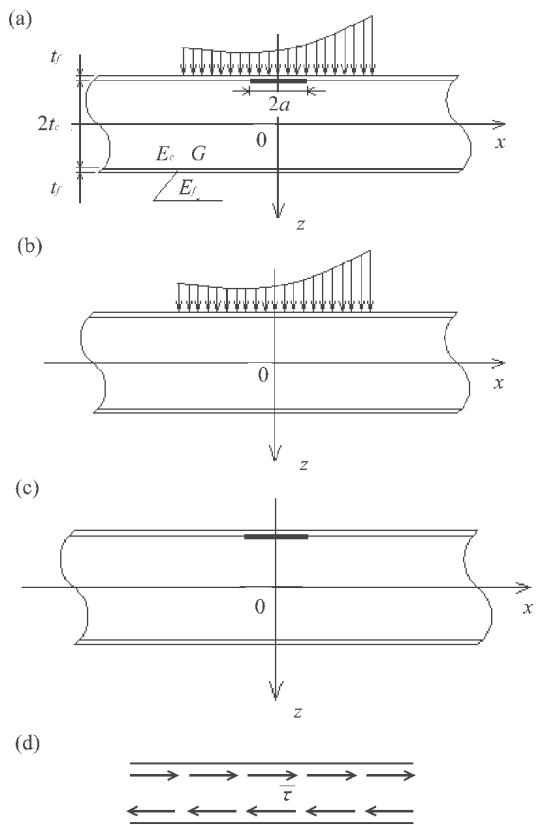 (a)
t_f
2a
2t_c
0
x
E_c G
t_f
E_f
z
(b)
0
x
z
(c)
0
x
z
(d)
τ̅